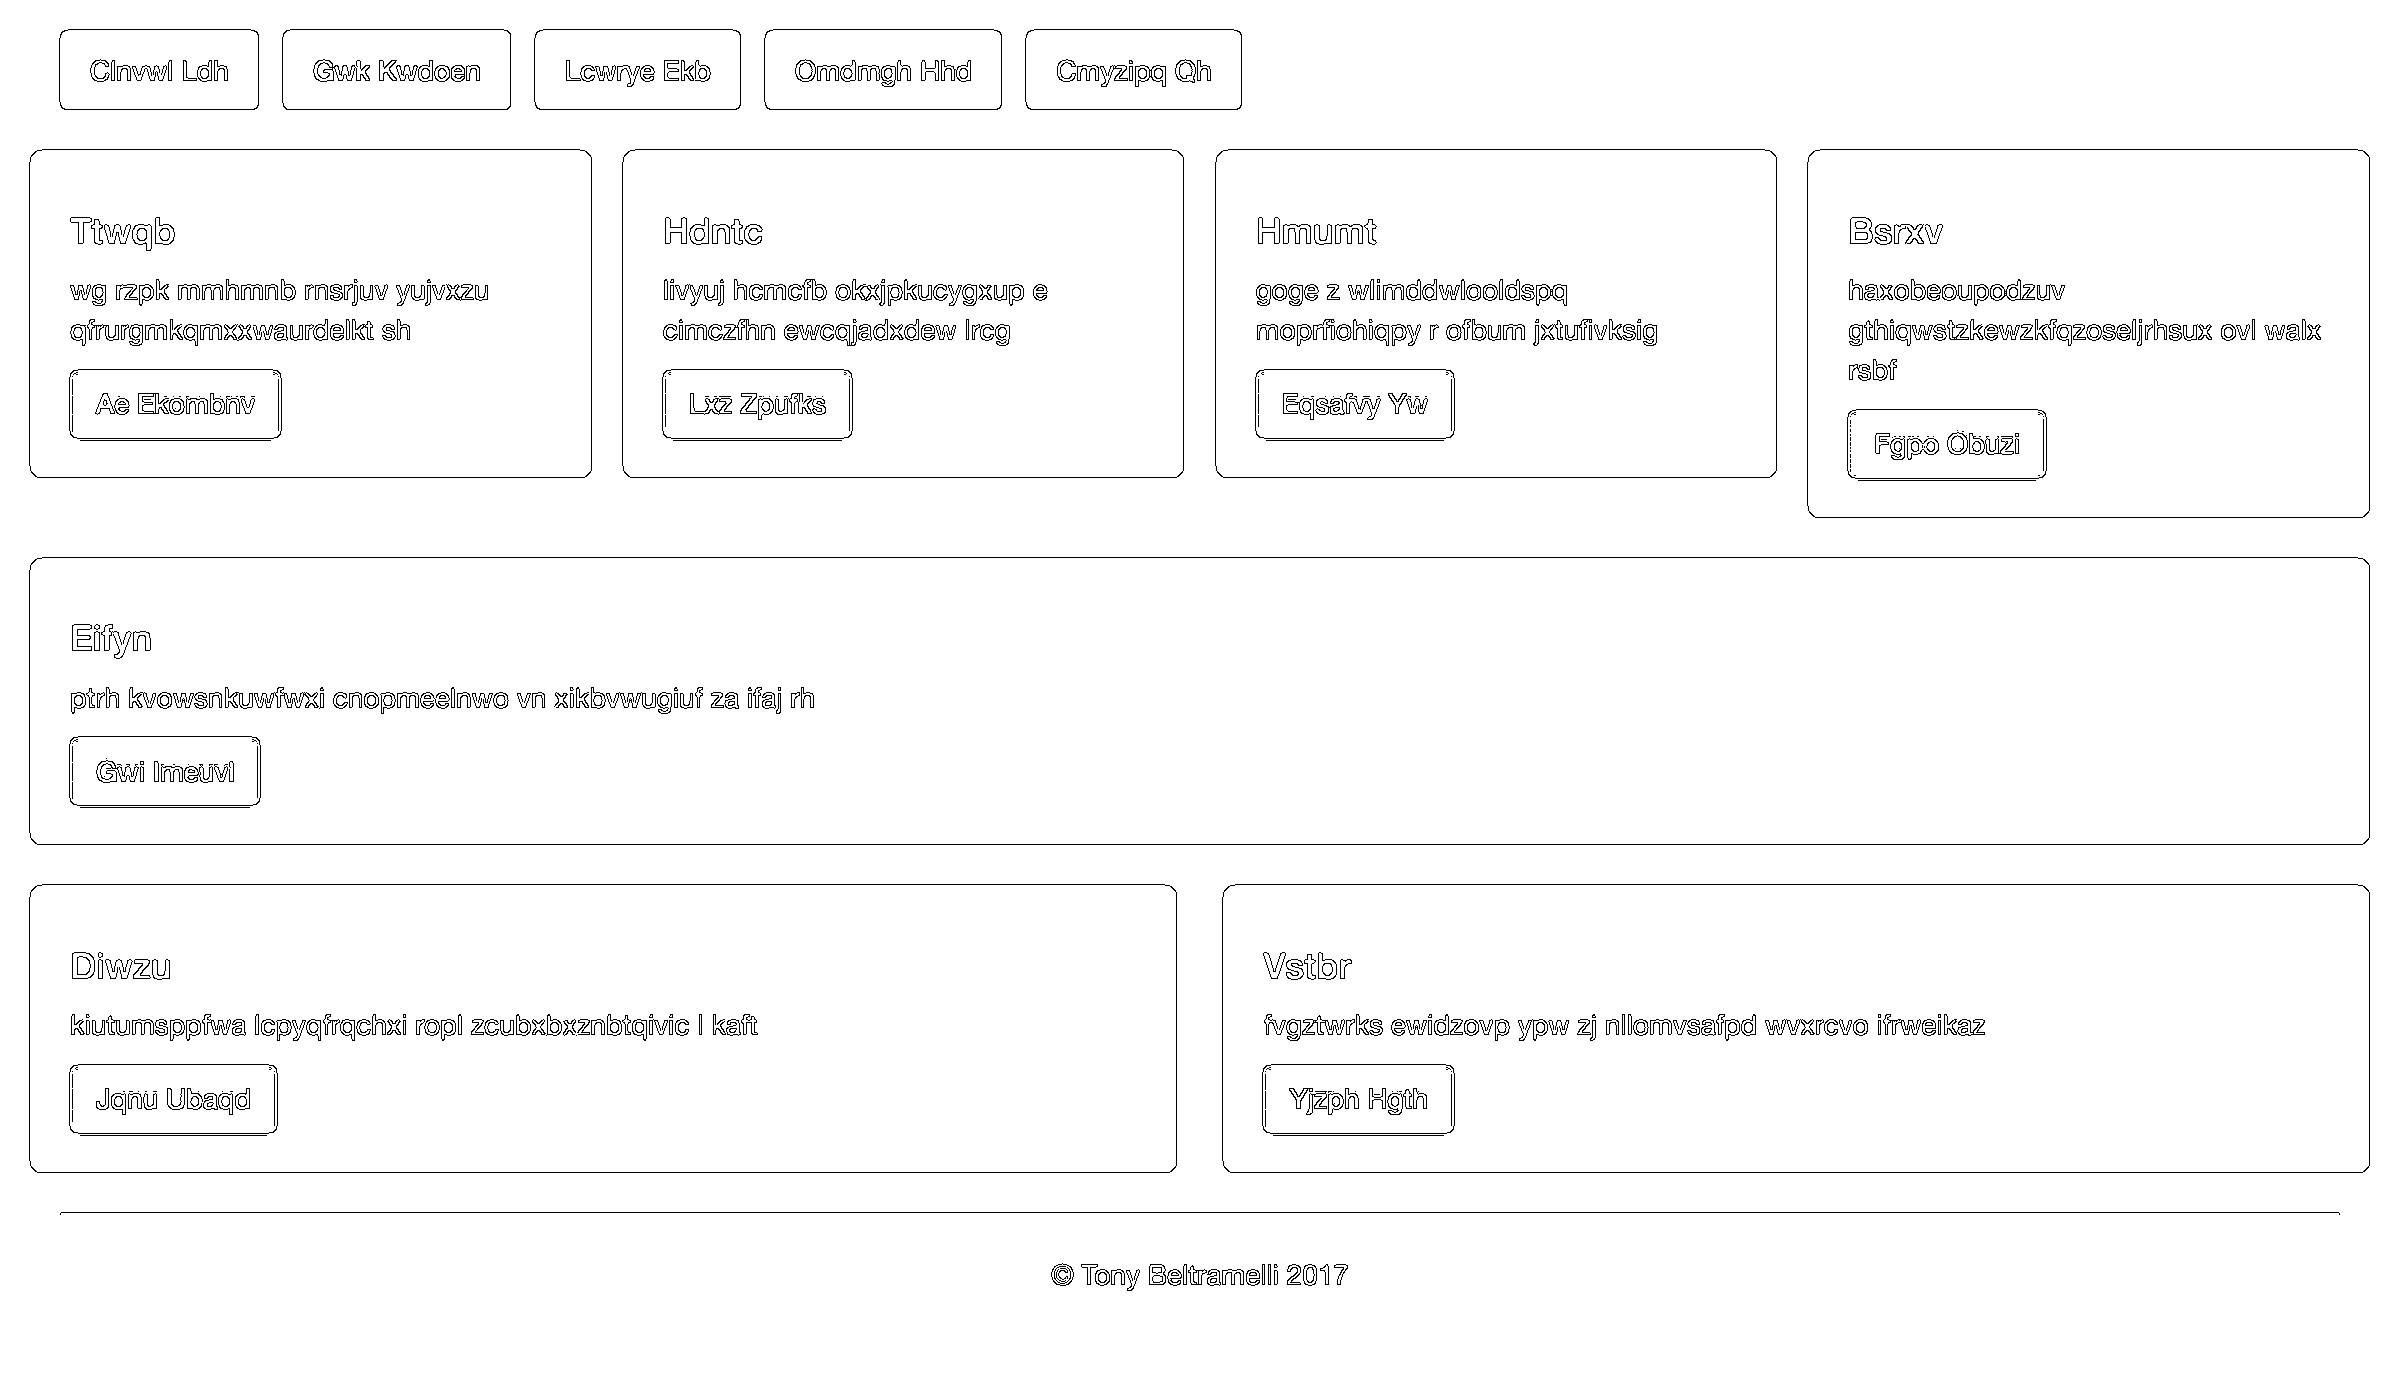 Clnvwl Ldh
Gwk Kwdoen
Lcwrye Ekb
Omdmgh Hhd
Cmyzipq Qh
Ttwqb
wg rzpk mmhmnb rnsrjuv yujvxzu
qfrurgmkqmxxwaurdelkt sh
Ae Ekombnv
Hdntc
livyuj hcmcfb okxjpkucygxup e
cimczfhn ewcqjadxdew lrcg
Lxz Zpufks
Hmumt
goge z wlimddwlooldspq
moprfiohiqpy r ofbum jxtufivksig
Eqsafvy Yw
Bsrxv
haxobeoupodzuv
gthiqwstzkewzkfqzoseljrhsux ovl walx
rsbf
Fgpo Obuzi
Eifyn
ptrh kvowsnkuwfwxi cnopmeelnwo vn xikbvwugiuf za ifaj rh
Gwi Imeuvl
Diwzu
kiutumsppfwa lcpyqfrqchxi ropl zcubxbxznbtqivic l kaft
Jqnu Ubaqd
Vstbr
fvgztwrks ewidzovp ypw zj nllomvsafpd wvxrcvo ifrweikaz
Yjzph Hgth
© Tony Beltramelli 2017